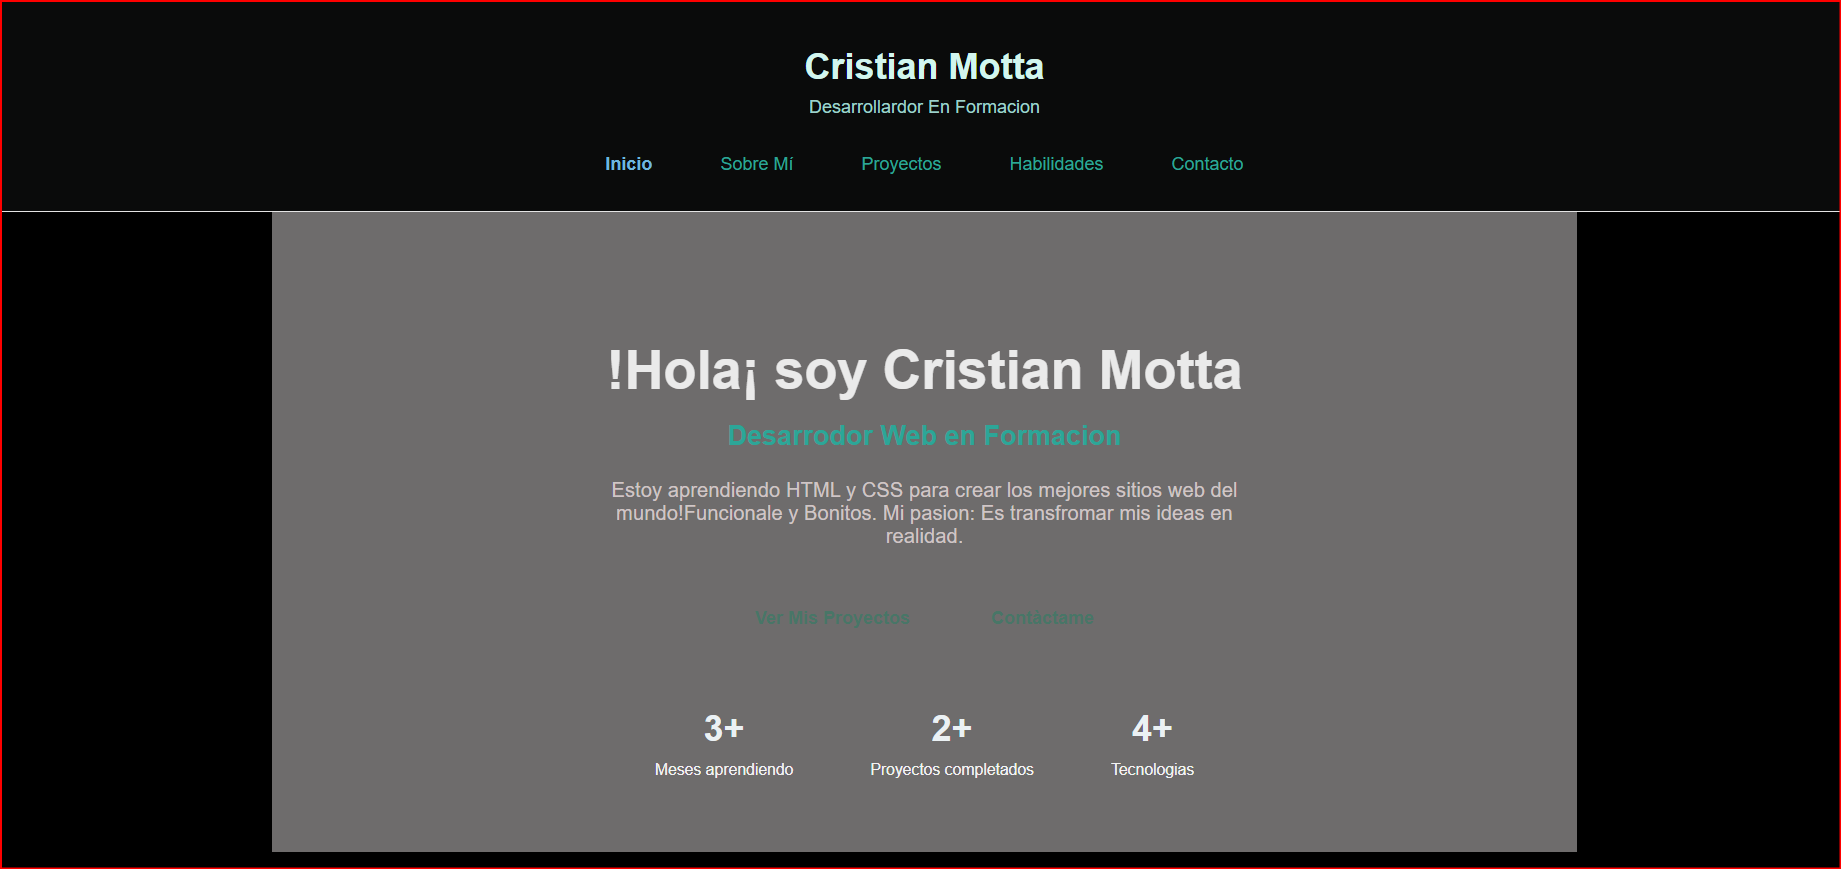 Cristian Motta
Desarrollardor En Formacion
Inicio Sobre Mí Proyectos Habilidades Contacto
!Hola¡ soy Cristian Motta
Desarrodor Web en Formacion
Estoy aprendiendo HTML y CSS para crear los mejores sitios web del
mundo!Funcionale y Bonitos. Mi pasion: Es transfromar mis ideas en
realidad.
Ver Mis Proyectos Contáctame
3+ 2+ 4+
Meses aprendiendo Proyectos completados Tecnologias